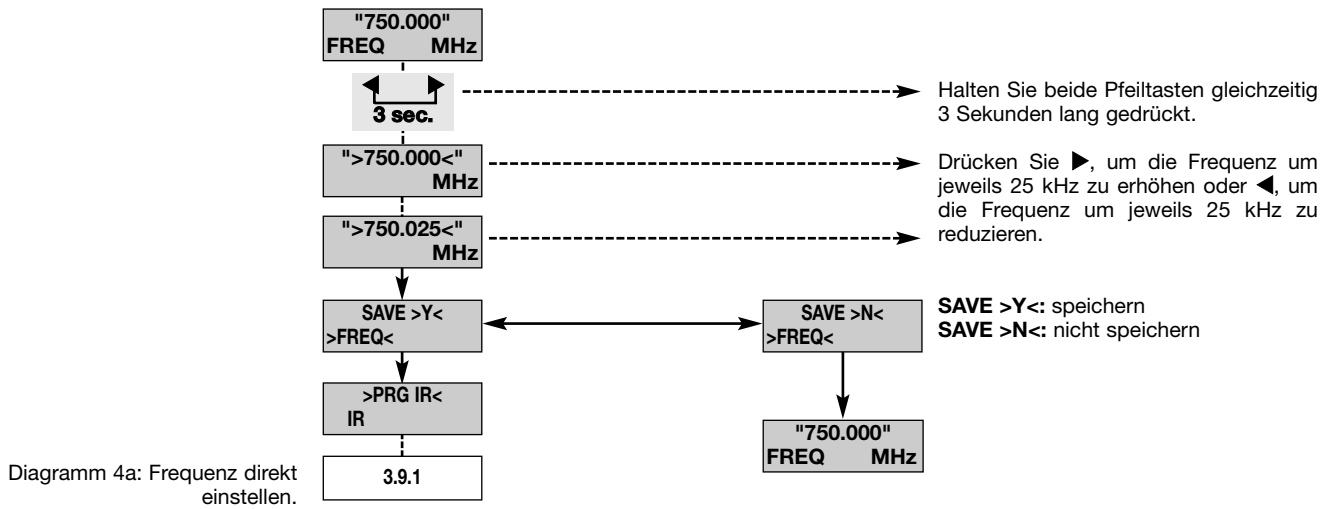 "750.000"
FREQ MHz
3 sec.
Halten Sie beide Pfeiltasten gleichzeitig
3 Sekunden lang gedrückt.
">750.000<"
MHz
Drücken Sie ▶, um die Frequenz um
jeweils 25 kHz zu erhöhen oder ◀, um
die Frequenz um jeweils 25 kHz zu
reduzieren.
">750.025<"
MHz
SAVE >Y<
>FREQ<
SAVE >N<
>FREQ<
SAVE >Y<: speichern
SAVE >N<: nicht speichern
>PRG IR<
IR
"750.000"
FREQ MHz
3.9.1
Diagramm 4a: Frequenz direkt
einstellen.